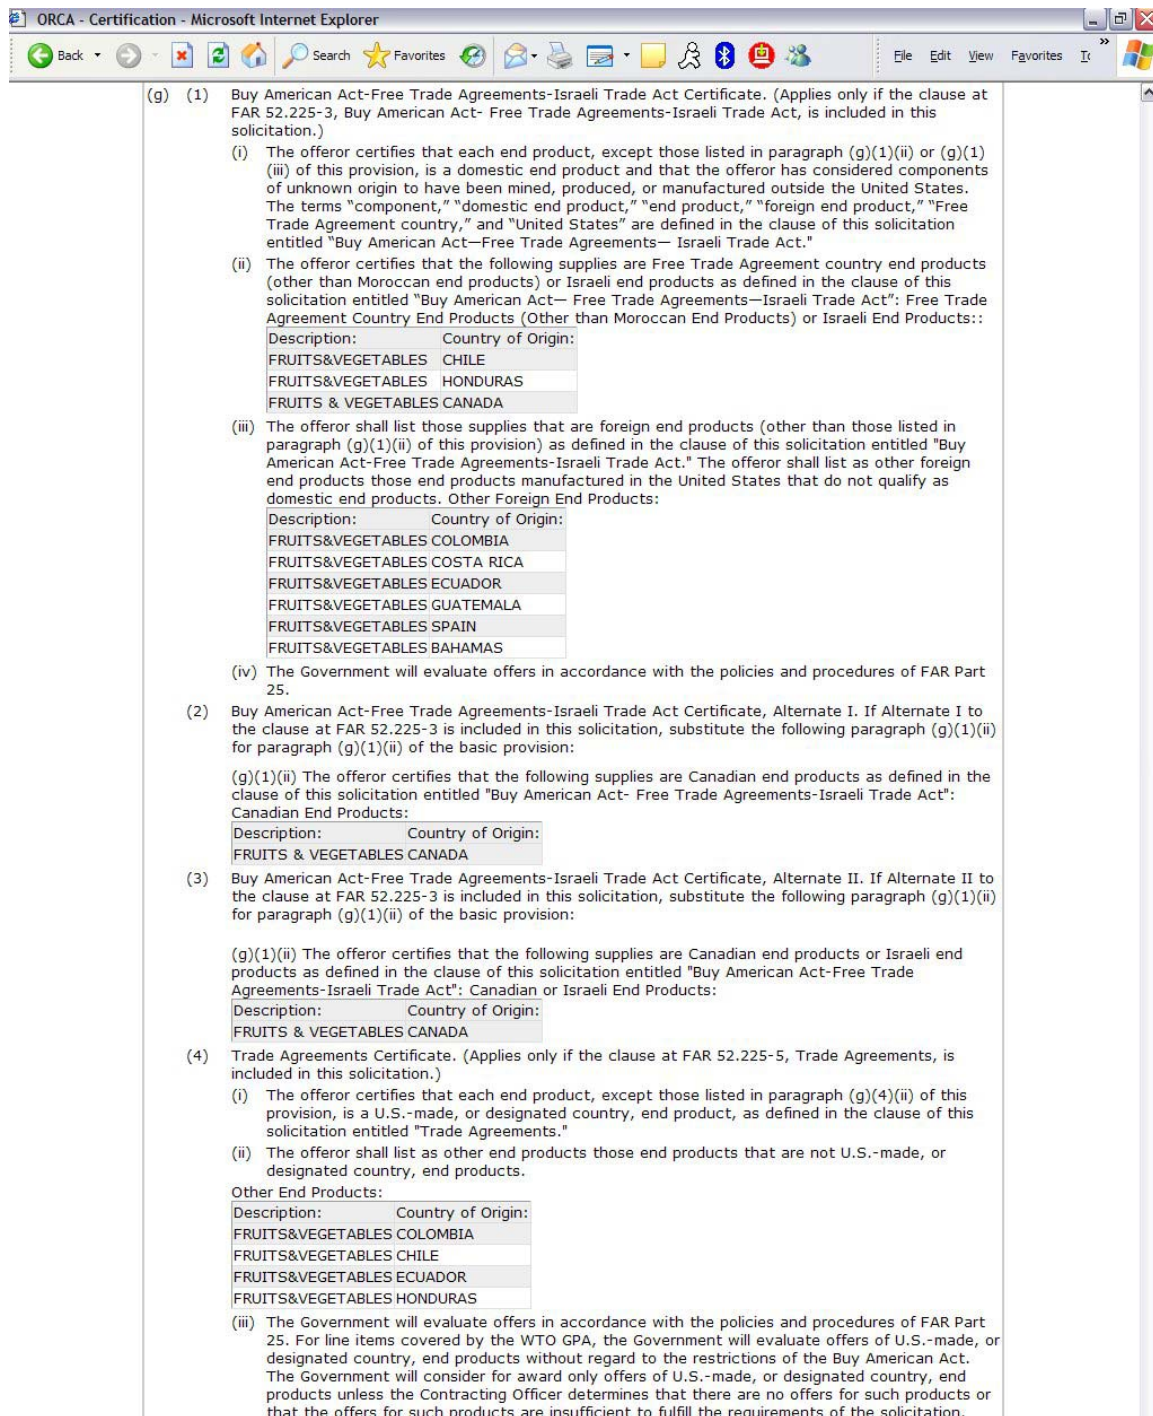 ORCA - Certification - Microsoft Internet Explorer
Back Search Favorites File Edit View Favorites
(g) (1) Buy American Act-Free Trade Agreements-Israeli Trade Act Certificate. (Applies only if the clause at
FAR 52.225-3, Buy American Act- Free Trade Agreements-Israeli Trade Act, is included in this
solicitation.)
(i) The offeror certifies that each end product, except those listed in paragraph (g)(1)(ii) or (g)(1)
(iii) of this provision, is a domestic end product and that the offeror has considered components
of unknown origin to have been mined, produced, or manufactured outside the United States.
The terms “component,” “domestic end product,” “end product,” “foreign end product,” “Free
Trade Agreement country,” and “United States” are defined in the clause of this solicitation
entitled “Buy American Act—Free Trade Agreements— Israeli Trade Act."
(ii) The offeror certifies that the following supplies are Free Trade Agreement country end products
(other than Moroccan end products) or Israeli end products as defined in the clause of this
solicitation entitled “Buy American Act— Free Trade Agreements—Israeli Trade Act”: Free Trade
Agreement Country End Products (Other than Moroccan End Products) or Israeli End Products::
Description: Country of Origin:
FRUITS&VEGETABLES CHILE
FRUITS&VEGETABLES HONDURAS
FRUITS & VEGETABLES CANADA
(iii) The offeror shall list those supplies that are foreign end products (other than those listed in
paragraph (g)(1)(ii) of this provision) as defined in the clause of this solicitation entitled "Buy
American Act-Free Trade Agreements-Israeli Trade Act." The offeror shall list as other foreign
end products those end products manufactured in the United States that do not qualify as
domestic end products. Other Foreign End Products:
Description: Country of Origin:
FRUITS&VEGETABLES COLOMBIA
FRUITS&VEGETABLES COSTA RICA
FRUITS&VEGETABLES ECUADOR
FRUITS&VEGETABLES GUATEMALA
FRUITS&VEGETABLES SPAIN
FRUITS&VEGETABLES BAHAMAS
(iv) The Government will evaluate offers in accordance with the policies and procedures of FAR Part
25.
(2) Buy American Act-Free Trade Agreements-Israeli Trade Act Certificate, Alternate I. If Alternate I to
the clause at FAR 52.225-3 is included in this solicitation, substitute the following paragraph (g)(1)(ii)
for paragraph (g)(1)(ii) of the basic provision:
(g)(1)(ii) The offeror certifies that the following supplies are Canadian end products as defined in the
clause of this solicitation entitled "Buy American Act- Free Trade Agreements-Israeli Trade Act":
Canadian End Products:
Description: Country of Origin:
FRUITS & VEGETABLES CANADA
(3) Buy American Act-Free Trade Agreements-Israeli Trade Act Certificate, Alternate II. If Alternate II to
the clause at FAR 52.225-3 is included in this solicitation, substitute the following paragraph (g)(1)(ii)
for paragraph (g)(1)(ii) of the basic provision:
(g)(1)(ii) The offeror certifies that the following supplies are Canadian end products or Israeli end
products as defined in the clause of this solicitation entitled "Buy American Act-Free Trade
Agreements-Israeli Trade Act": Canadian or Israeli End Products:
Description: Country of Origin:
FRUITS & VEGETABLES CANADA
(4) Trade Agreements Certificate. (Applies only if the clause at FAR 52.225-5, Trade Agreements, is
included in this solicitation.)
(i) The offeror certifies that each end product, except those listed in paragraph (g)(4)(ii) of this
provision, is a U.S.-made, or designated country, end product, as defined in the clause of this
solicitation entitled "Trade Agreements."
(ii) The offeror shall list as other end products those end products that are not U.S.-made, or
designated country, end products.
Other End Products:
Description: Country of Origin:
FRUITS&VEGETABLES COLOMBIA
FRUITS&VEGETABLES CHILE
FRUITS&VEGETABLES ECUADOR
FRUITS&VEGETABLES HONDURAS
(iii) The Government will evaluate offers in accordance with the policies and procedures of FAR Part
25. For line items covered by the WTO GPA, the Government will evaluate offers of U.S.-made, or
designated country, end products without regard to the restrictions of the Buy American Act.
The Government will consider for award only offers of U.S.-made, or designated country, end
products unless the Contracting Officer determines that there are no offers for such products or
that the offers for such products are insufficient to fulfill the requirements of the solicitation.